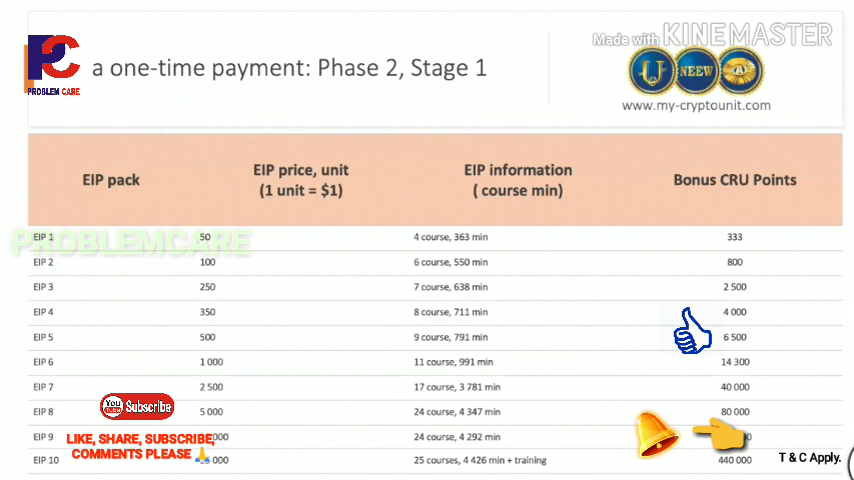 Made with KINEMASTER
PC
PROBLEM CARE
a one-time payment: Phase 2, Stage 1
U NEEW A
www.my-cryptounit.com
EIP pack EIP price, unit (1 unit = $1) EIP information ( course min) Bonus CRU Points
PROBLEMCARE
EIP 1 50 4 course, 363 min 333
EIP 2 100 6 course, 550 min 800
EIP 3 250 7 course, 638 min 2 500
EIP 4 350 8 course, 711 min 4 000
EIP 5 500 9 course, 791 min 6 500
EIP 6 1 000 11 course, 991 min 14 300
EIP 7 2 500 17 course, 3 781 min 40 000
EIP 8 5 000 24 course, 4 347 min 80 000
You Tube Subscribe
EIP 9 24 course, 4 292 min
LIKE, SHARE, SUBSCRIBE,
COMMENTS PLEASE 🙏
EIP 10 000 25 courses, 4 426 min + training 440 000
T & C Apply.